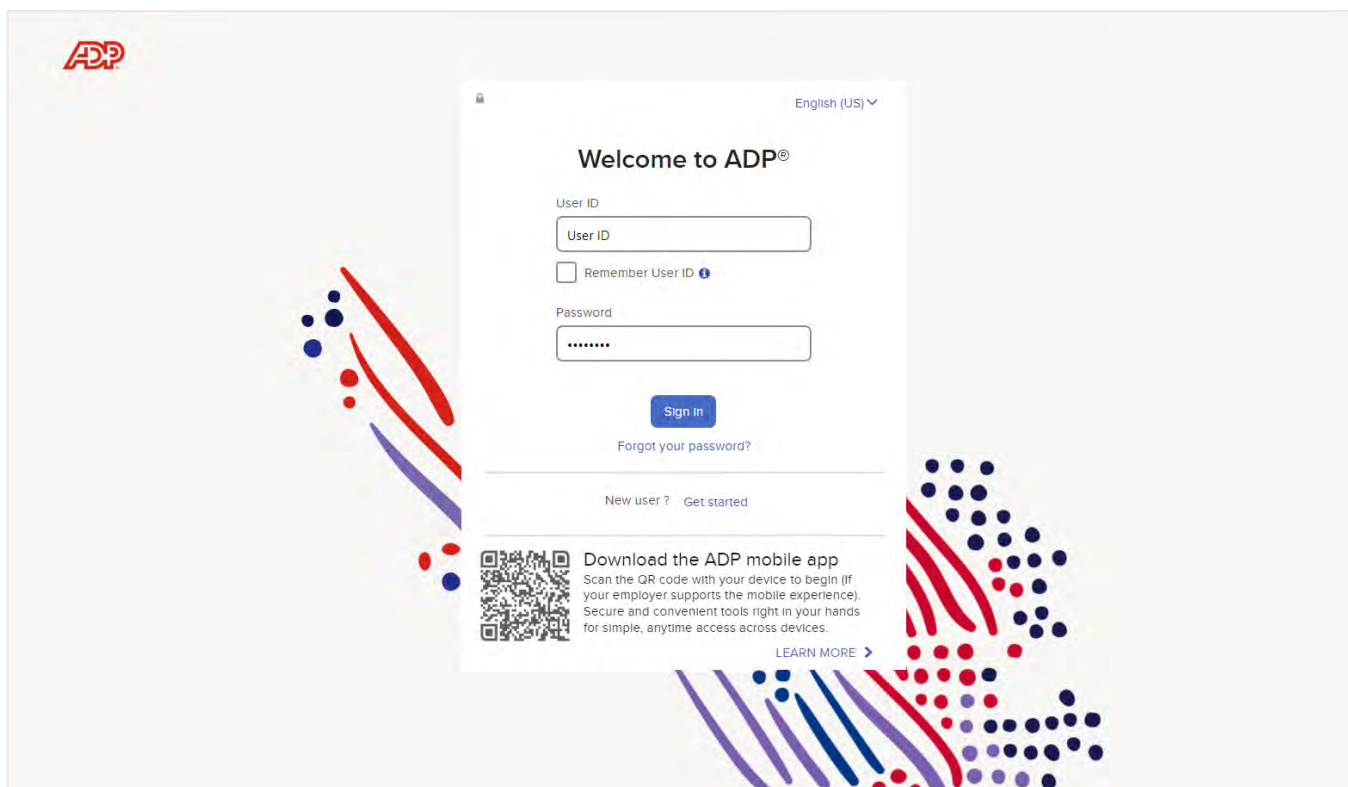 ADP
English (US)
Welcome to ADP®
User ID
User ID
Remember User ID
Password
••••••••
Sign in
Forgot your password?
New user ? Get started
Download the ADP mobile app
Scan the QR code with your device to begin (If
your employer supports the mobile experience).
Secure and convenient tools right in your hands
for simple, anytime access across devices.
LEARN MORE